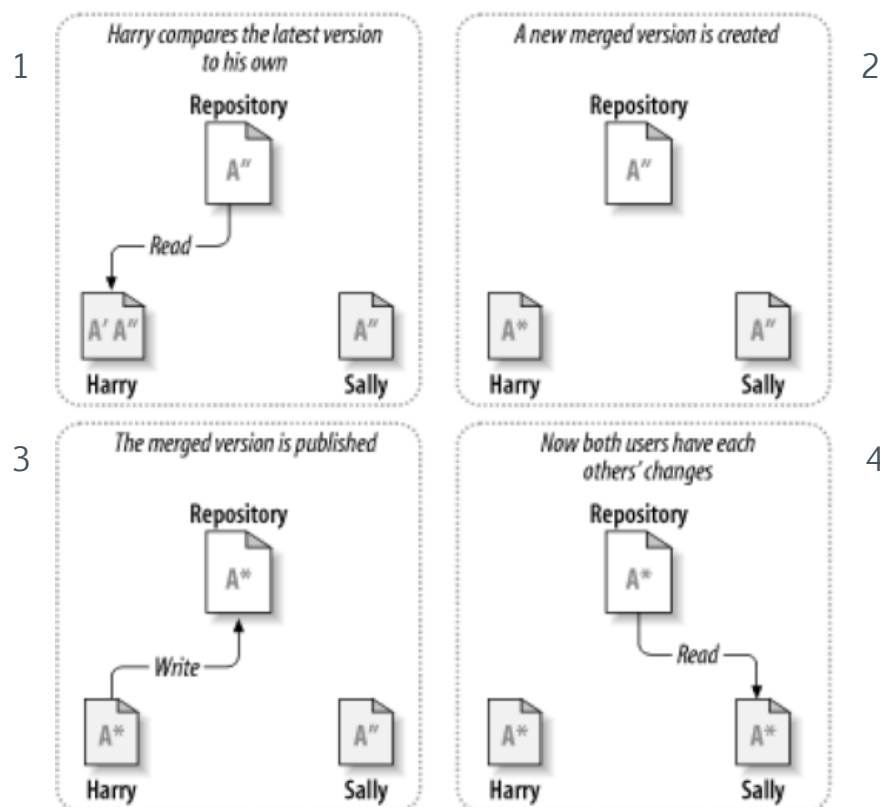 1
Harry compares the latest version
to his own
Repository
A″
Read
A′ A″
Harry
A″
Sally
2
A new merged version is created
Repository
A″
A*
Harry
A″
Sally
3
The merged version is published
Repository
A*
Write
A*
Harry
A″
Sally
4
Now both users have each
others' changes
Repository
A*
Read
A*
Harry
A*
Sally